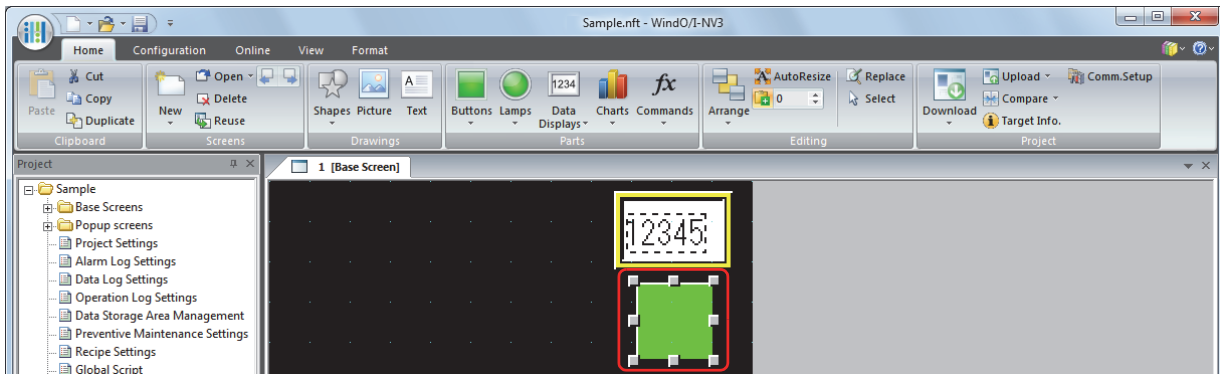 Sample.nft - WindO/I-NV3
Home Configuration Online View Format
Paste
Cut
Copy
Duplicate
Clipboard
New
Open
Delete
Reuse
Screens
Shapes Picture Text
Drawings
Buttons Lamps
1234
Data
Displays
Charts
fx
Commands
Parts
Arrange
AutoResize
0
Replace
Select
Editing
Download
Upload
Compare
Target Info.
Comm.Setup
Project
Project
1 [Base Screen]
Sample
Base Screens
Popup screens
Project Settings
Alarm Log Settings
Data Log Settings
Operation Log Settings
Data Storage Area Management
Preventive Maintenance Settings
Recipe Settings
Global Script
12345